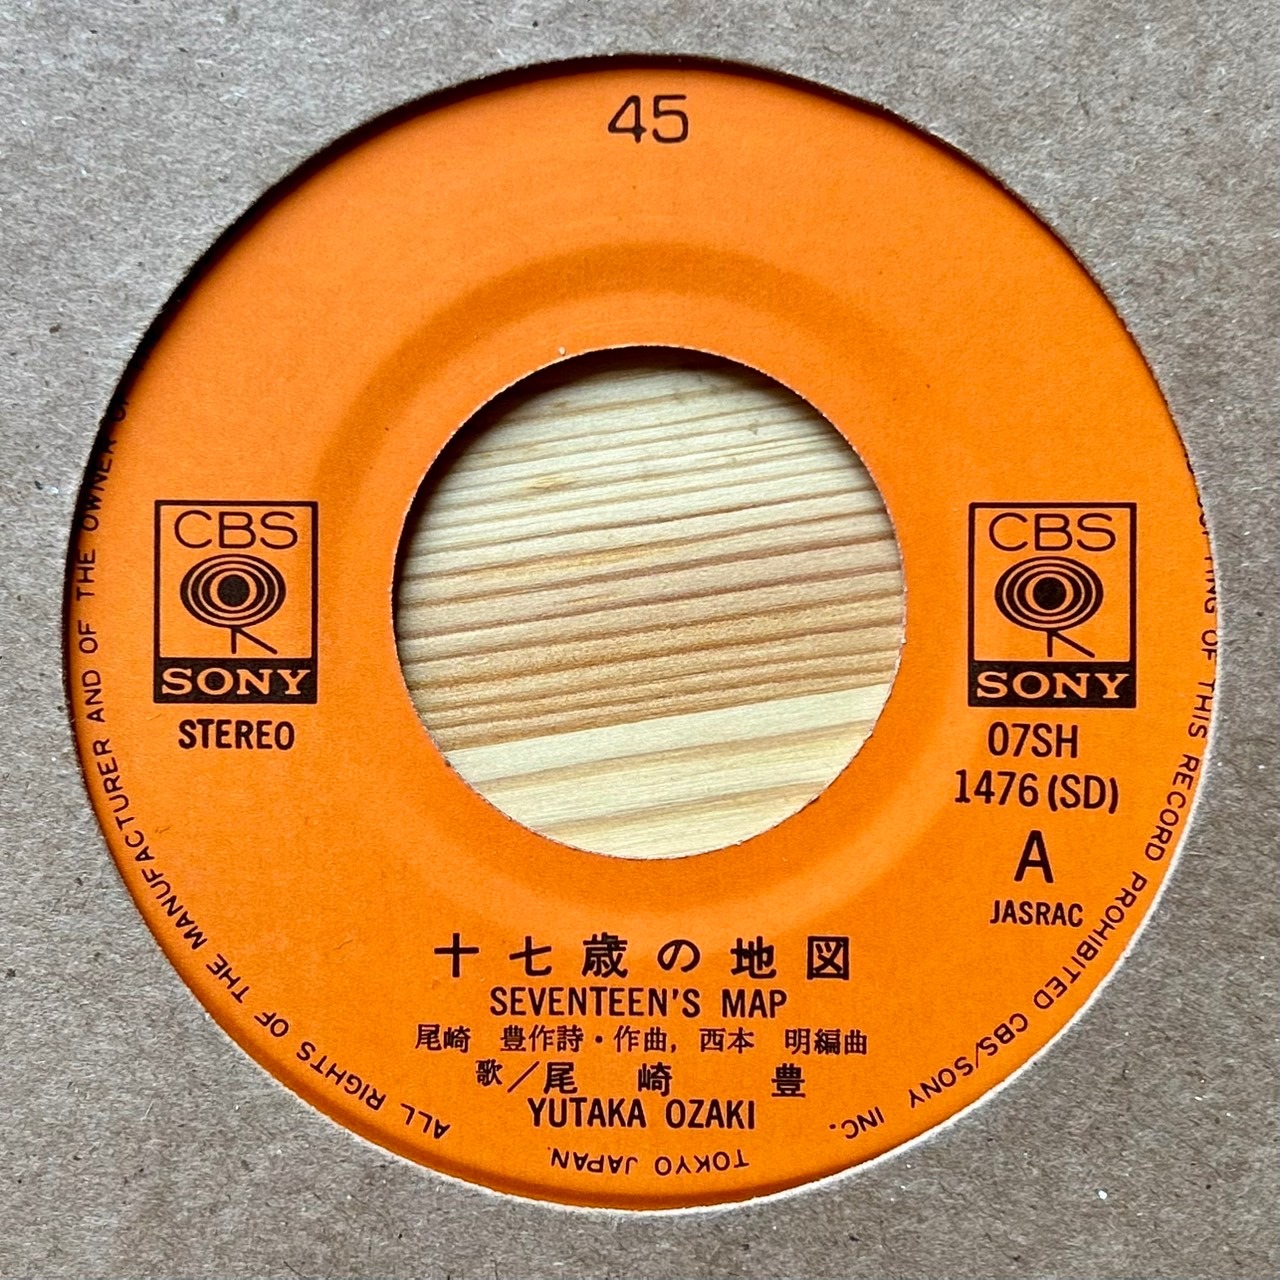 45
CBS
SONY
STEREO
CBS
SONY
07SH
1476(SD)
A
JASRAC
十七歳の地図
SEVENTEEN'S MAP
尾崎 豊作詩・作曲, 西本 明編曲
歌/尾崎 豊
YUTAKA OZAKI
ALL RIGHTS OF THE MANUFACTURER AND OF THE OWNER OF
OF THIS RECORD PROHIBITED CBS/SONY INC.
TOKYO JAPAN.